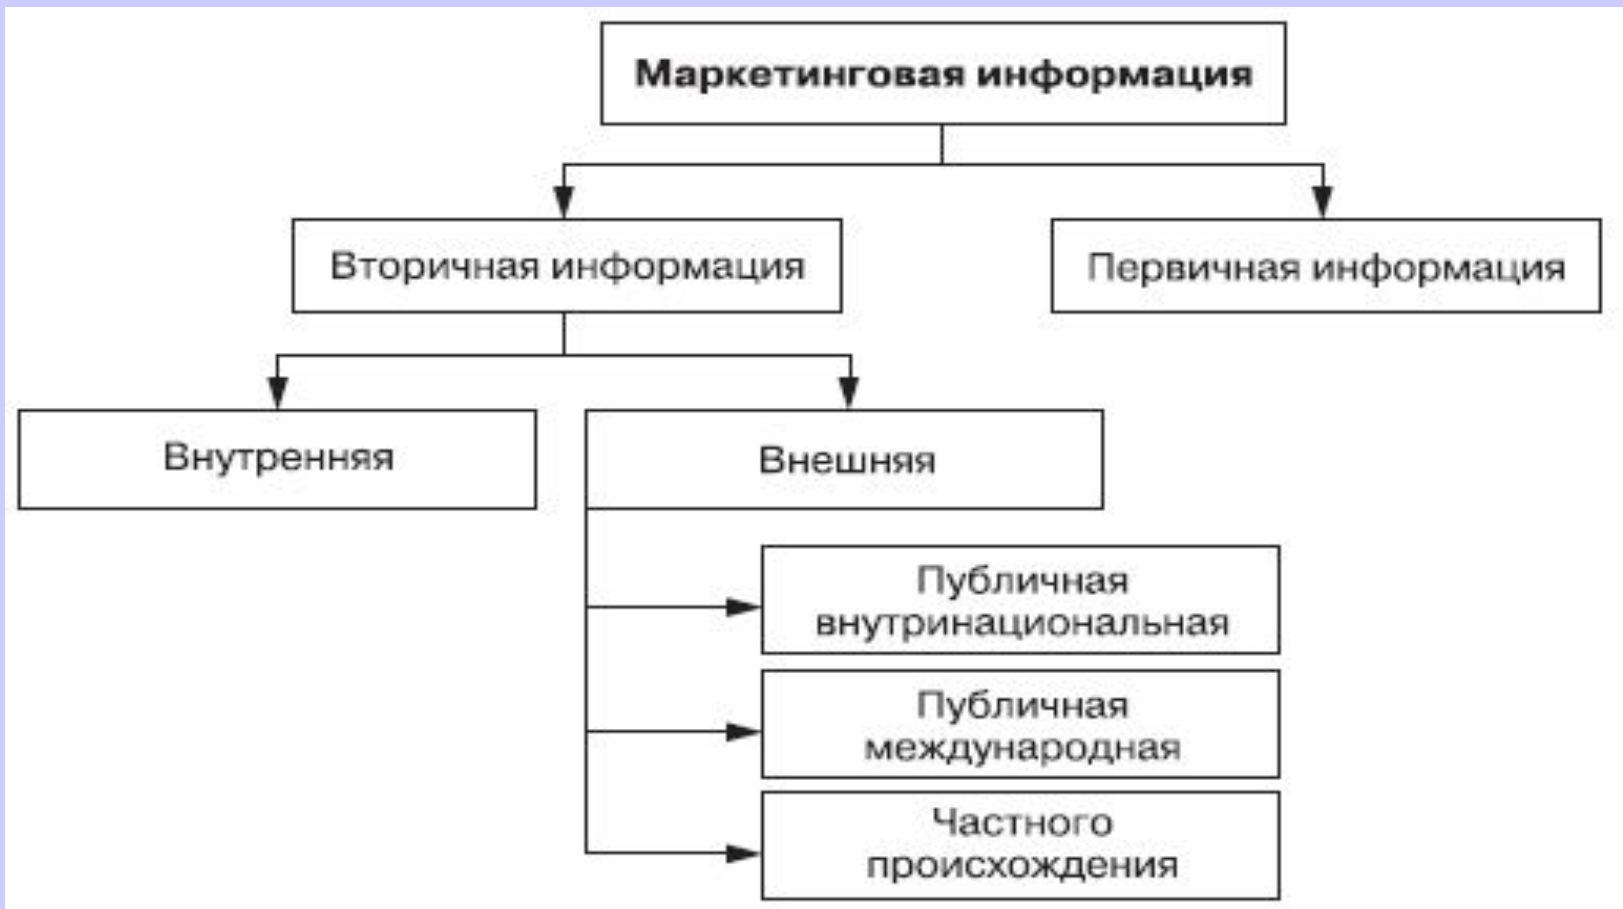 Маркетинговая информация
Вторичная информация
Первичная информация
Внутренняя
Внешняя
Публичная
внутринациональная
Публичная
международная
Частного
происхождения